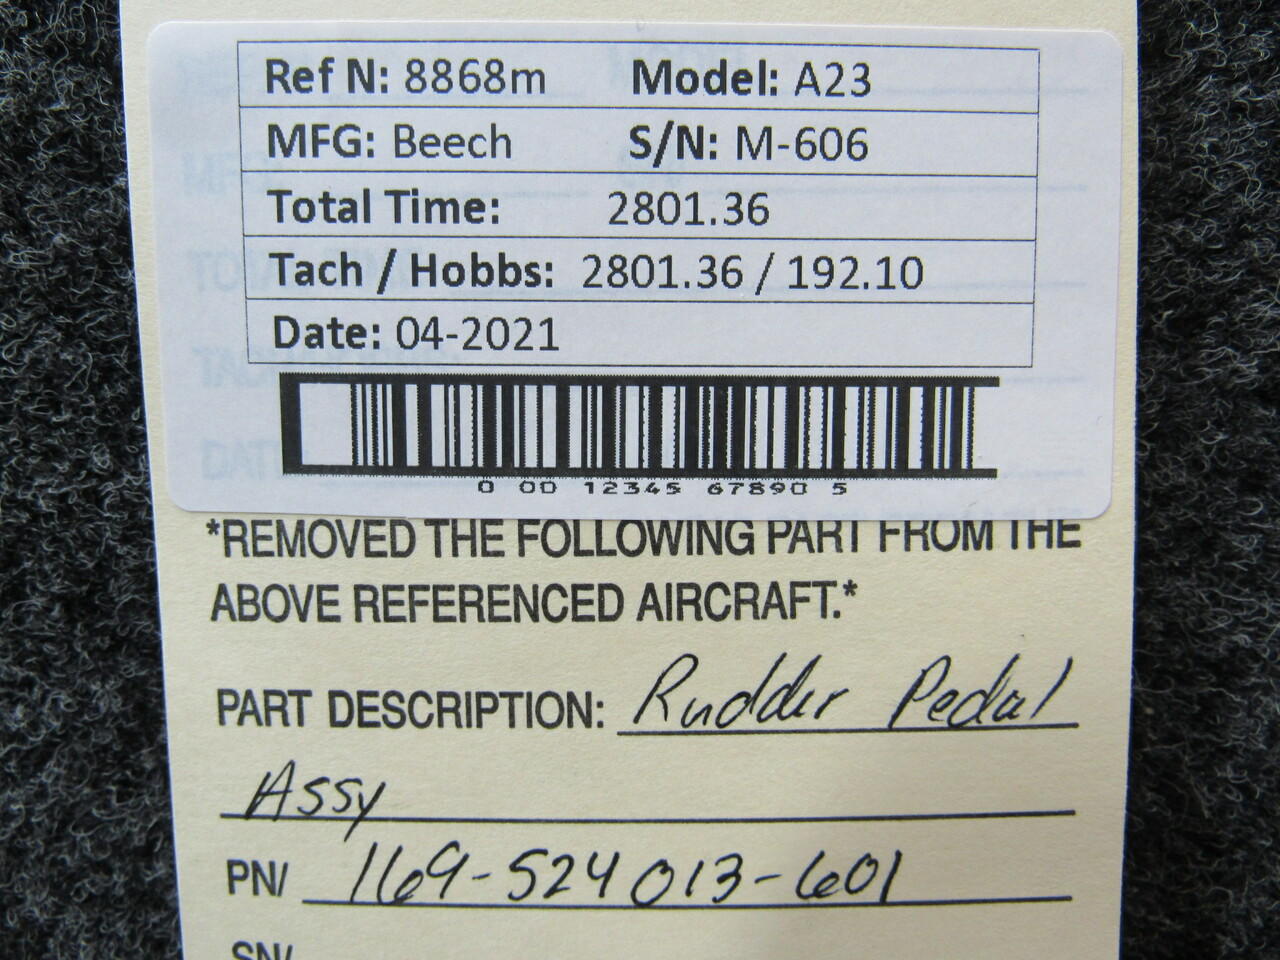 Ref N: 8868m Model: A23
MFG: Beech S/N: M-606
Total Time: 2801.36
Tach / Hobbs: 2801.36 / 192.10
Date: 04-2021
0 00 12345 67890 5
*REMOVED THE FOLLOWING PART FROM THE
ABOVE REFERENCED AIRCRAFT.*
PART DESCRIPTION: Rudder Pedal
Assy
PN/ 169-524013-601
SN/